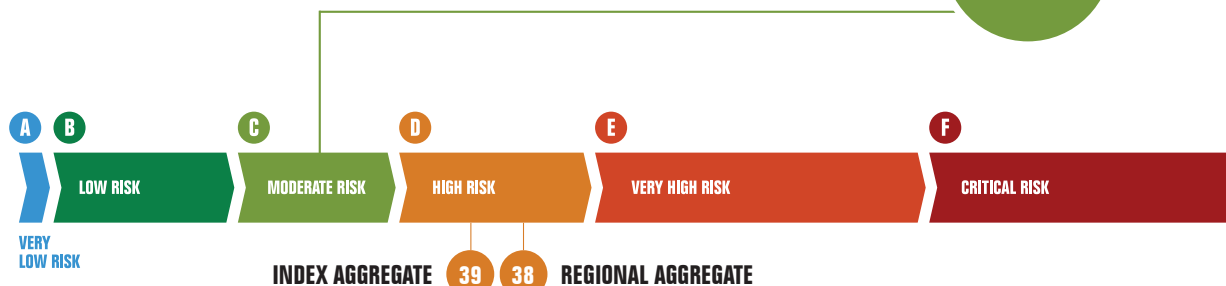 A B C D E F
LOW RISK MODERATE RISK HIGH RISK VERY HIGH RISK CRITICAL RISK
VERY
LOW RISK
INDEX AGGREGATE 39 38 REGIONAL AGGREGATE